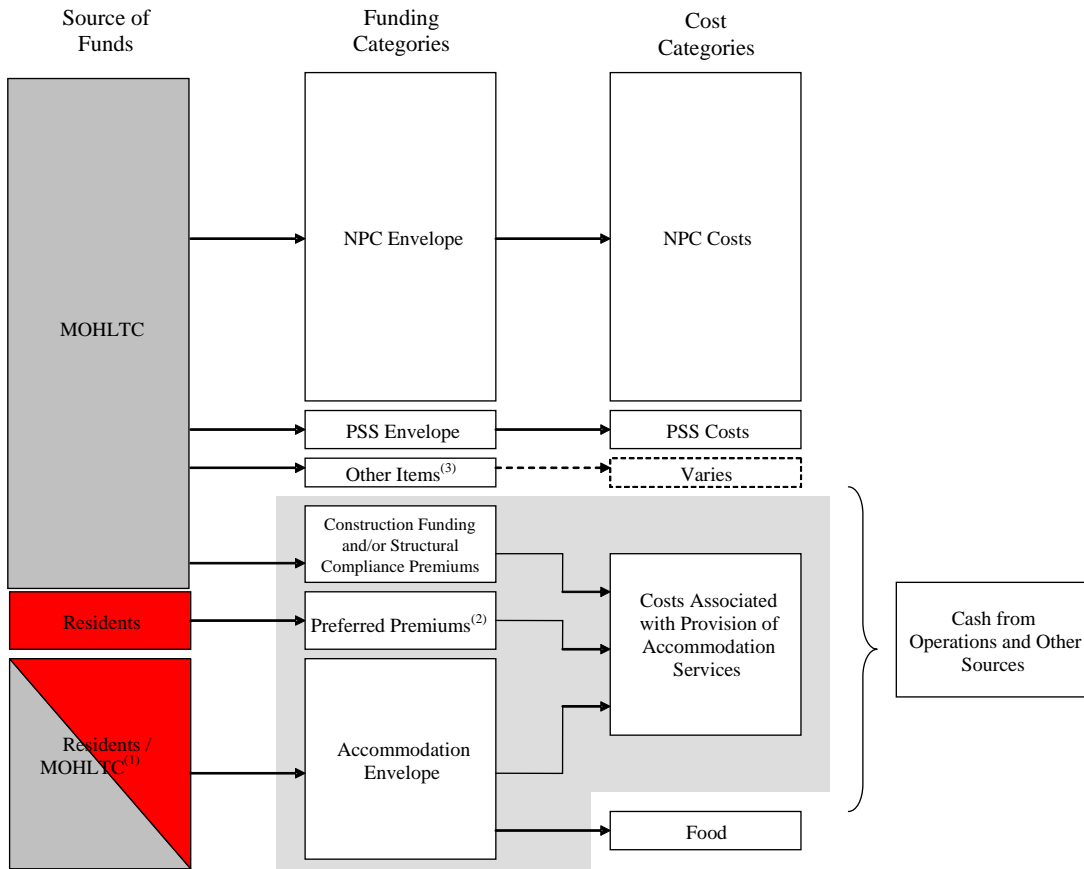 Source of
Funds
Funding
Categories
Cost
Categories
MOHLTC
NPC Envelope
NPC Costs
PSS Envelope
PSS Costs
Other Items(3)
Varies
Construction Funding
and/or Structural
Compliance Premiums
Costs Associated
with Provision of
Accommodation
Services
Cash from
Operations and Other
Sources
Residents
Preferred Premiums(2)
Residents /
MOHLTC(1)
Accommodation
Envelope
Food